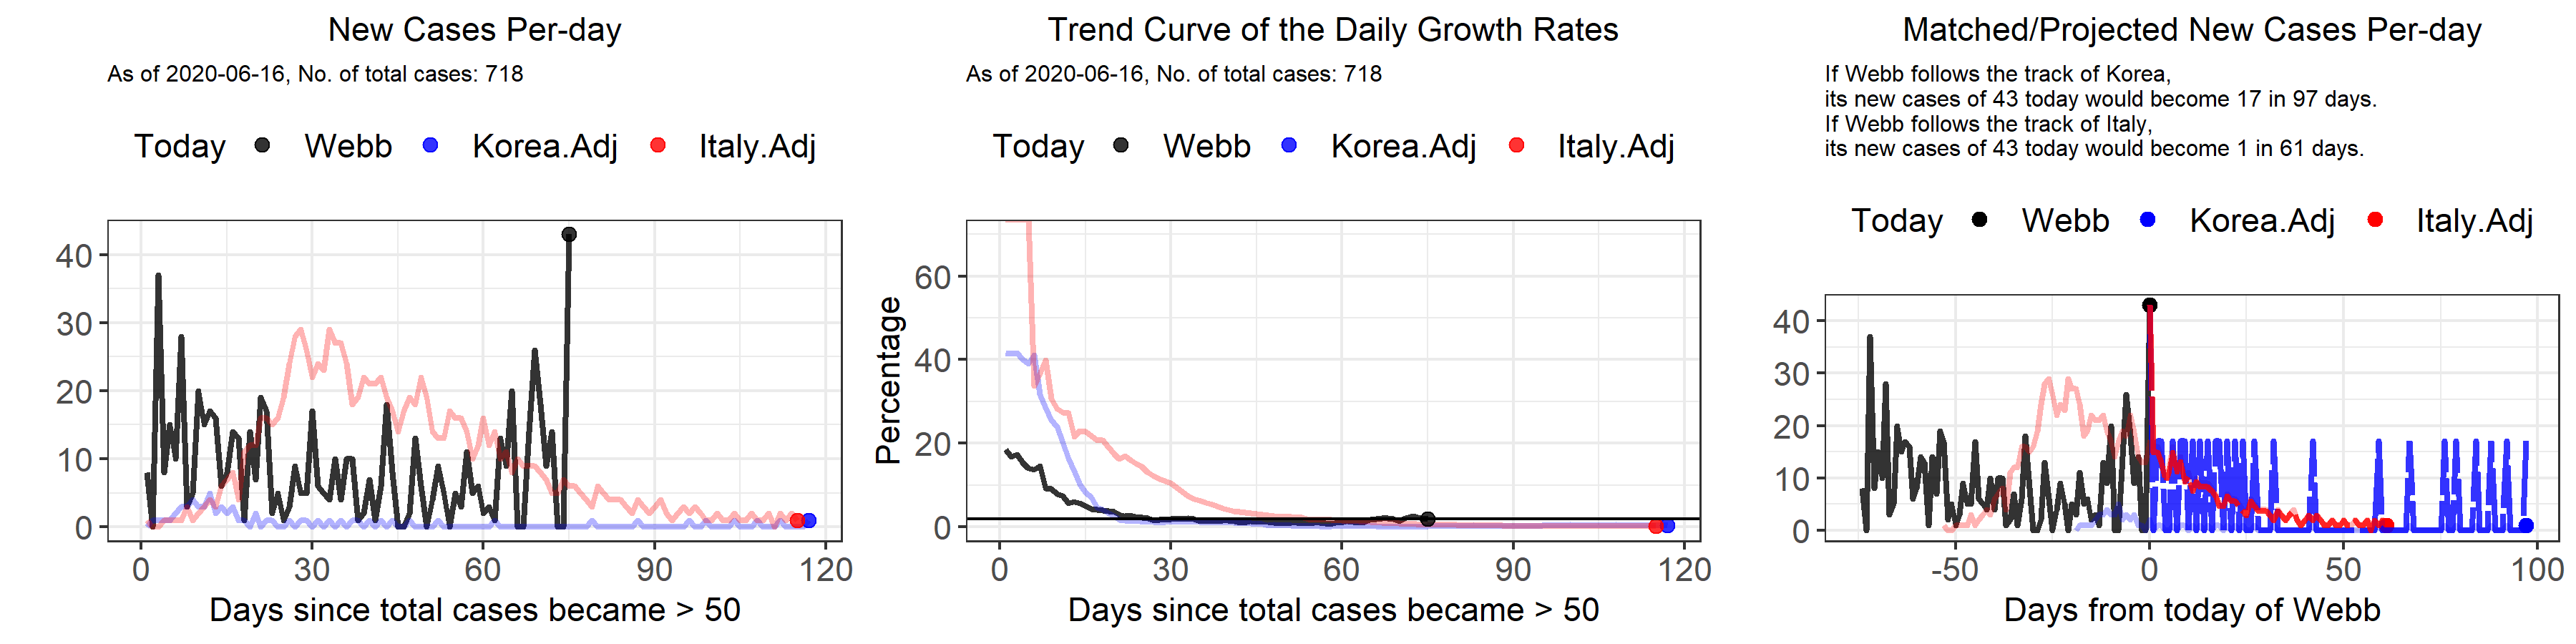 New Cases Per-day
As of 2020-06-16, No. of total cases: 718
Today Webb Korea.Adj Italy.Adj
40
30
20
10
0
0 30 60 90 120
Days since total cases became > 50
Trend Curve of the Daily Growth Rates
As of 2020-06-16, No. of total cases: 718
Today Webb Korea.Adj Italy.Adj
Percentage
60
40
20
0
0 30 60 90 120
Days since total cases became > 50
Matched/Projected New Cases Per-day
If Webb follows the track of Korea,
its new cases of 43 today would become 17 in 97 days.
If Webb follows the track of Italy,
its new cases of 43 today would become 1 in 61 days.
Today Webb Korea.Adj Italy.Adj
40
30
20
10
0
-50 0 50 100
Days from today of Webb